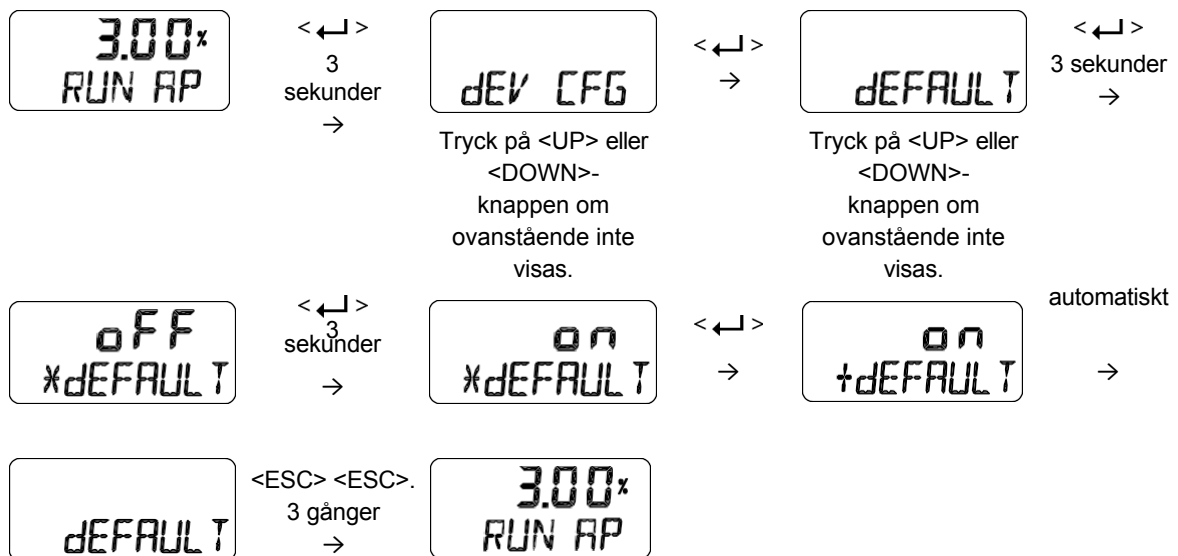 3.00%
RUN AP
< ↵ >
3
sekunder
→
dEV CFG
Tryck på <UP> eller
<DOWN>-
knappen om
ovanstående inte
visas.
< ↵ >
→
dEFAULT
Tryck på <UP> eller
<DOWN>-
knappen om
ovanstående inte
visas.
< ↵ >
3 sekunder
→
oFF
*dEFAULT
< ↵ >
3
sekunder
→
on
*dEFAULT
< ↵ >
→
on
+dEFAULT
automatiskt
→
dEFAULT
<ESC> <ESC>.
3 gånger
→
3.00%
RUN AP